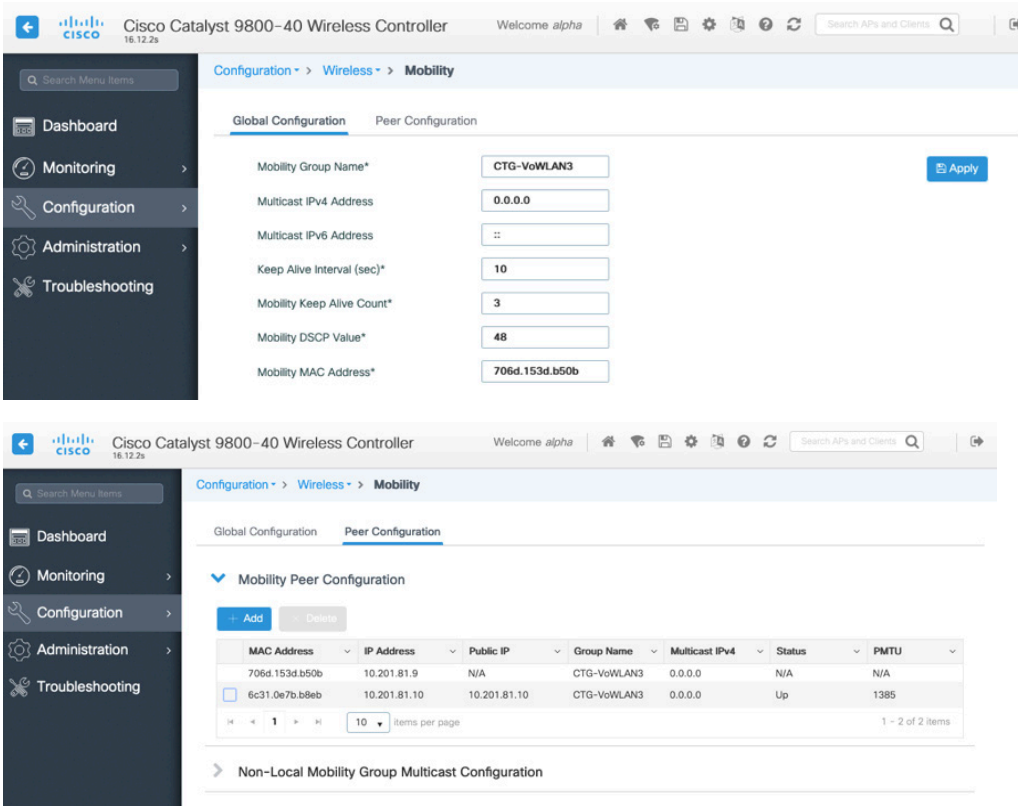 CISCO
Cisco Catalyst 9800-40 Wireless Controller
16.12.2s
Welcome alpha
Search APs and Clients
Search Menu Items
Dashboard
Monitoring
Configuration
Administration
Troubleshooting
Configuration > Wireless > Mobility
Global Configuration Peer Configuration
Mobility Group Name* CTG-VoWLAN3
Apply
Multicast IPv4 Address 0.0.0.0
Multicast IPv6 Address ::
Keep Alive Interval (sec)* 10
Mobility Keep Alive Count* 3
Mobility DSCP Value* 48
Mobility MAC Address* 706d.153d.b50b
CISCO
Cisco Catalyst 9800-40 Wireless Controller
16.12.2s
Welcome alpha
Search APs and Clients
Search Menu Items
Dashboard
Monitoring
Configuration
Administration
Troubleshooting
Configuration > Wireless > Mobility
Global Configuration Peer Configuration
Mobility Peer Configuration
+ Add × Delete
MAC Address IP Address Public IP Group Name Multicast IPv4 Status PMTU
706d.153d.b50b 10.201.81.9 N/A CTG-VoWLAN3 0.0.0.0 N/A N/A
6c31.0e7b.b8eb 10.201.81.10 10.201.81.10 CTG-VoWLAN3 0.0.0.0 Up 1385
1 10 items per page 1 - 2 of 2 items
Non-Local Mobility Group Multicast Configuration